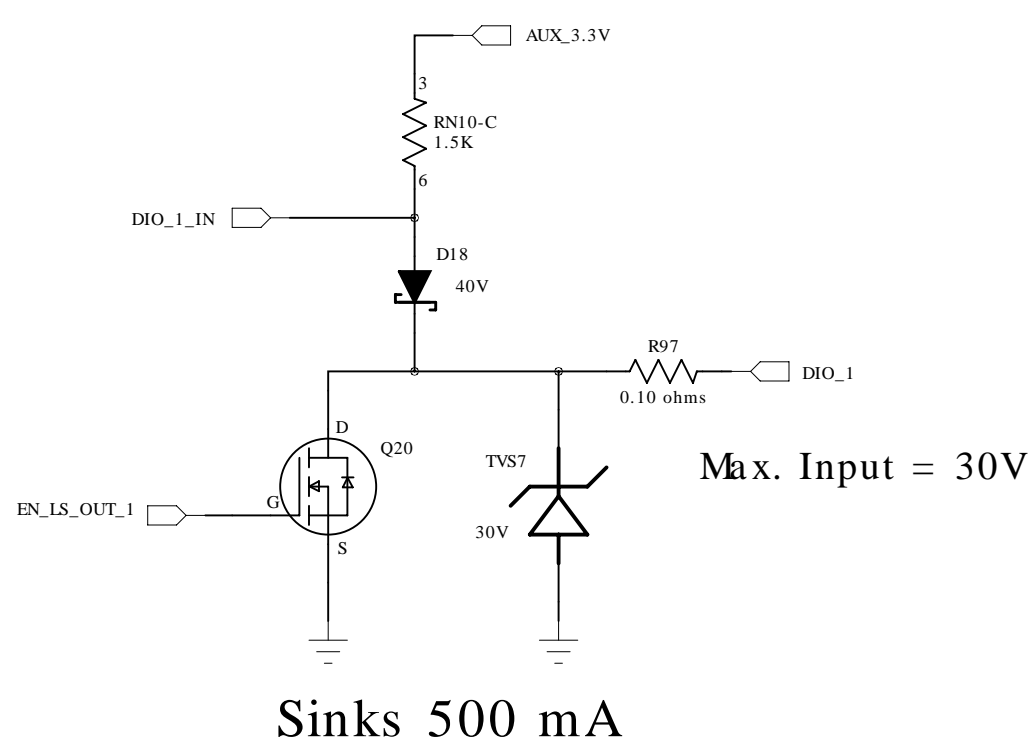 AUX_3.3V
3
RN10-C
1.5K
6
DIO_1_IN
D18
40V
R97
DIO_1
0.10 ohms
D
Q20
TVS7
Max. Input = 30V
G
EN_LS_OUT_1
30V
S
Sinks 500 mA